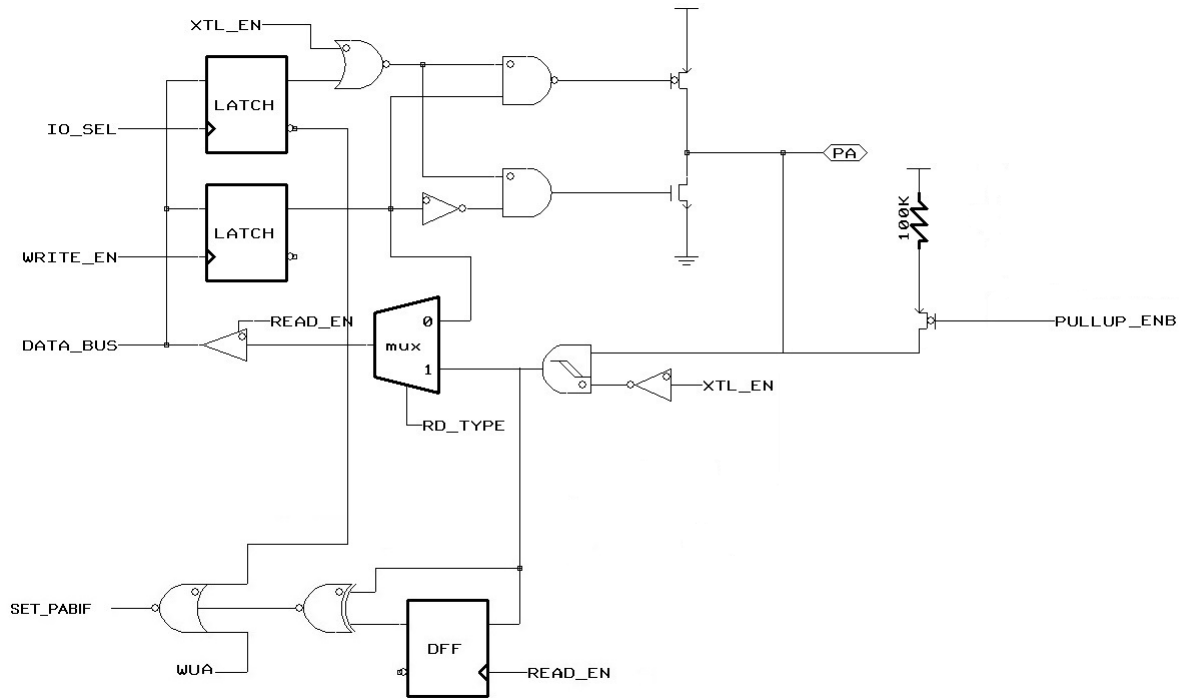 XTL_EN
LATCH
IO_SEL
PA
LATCH
100K
WRITE_EN
READ_EN
0
PULLUP_ENB
DATA_BUS
mux
1
XTL_EN
RD_TYPE
SET_PABIF
DFF
WUA
READ_EN